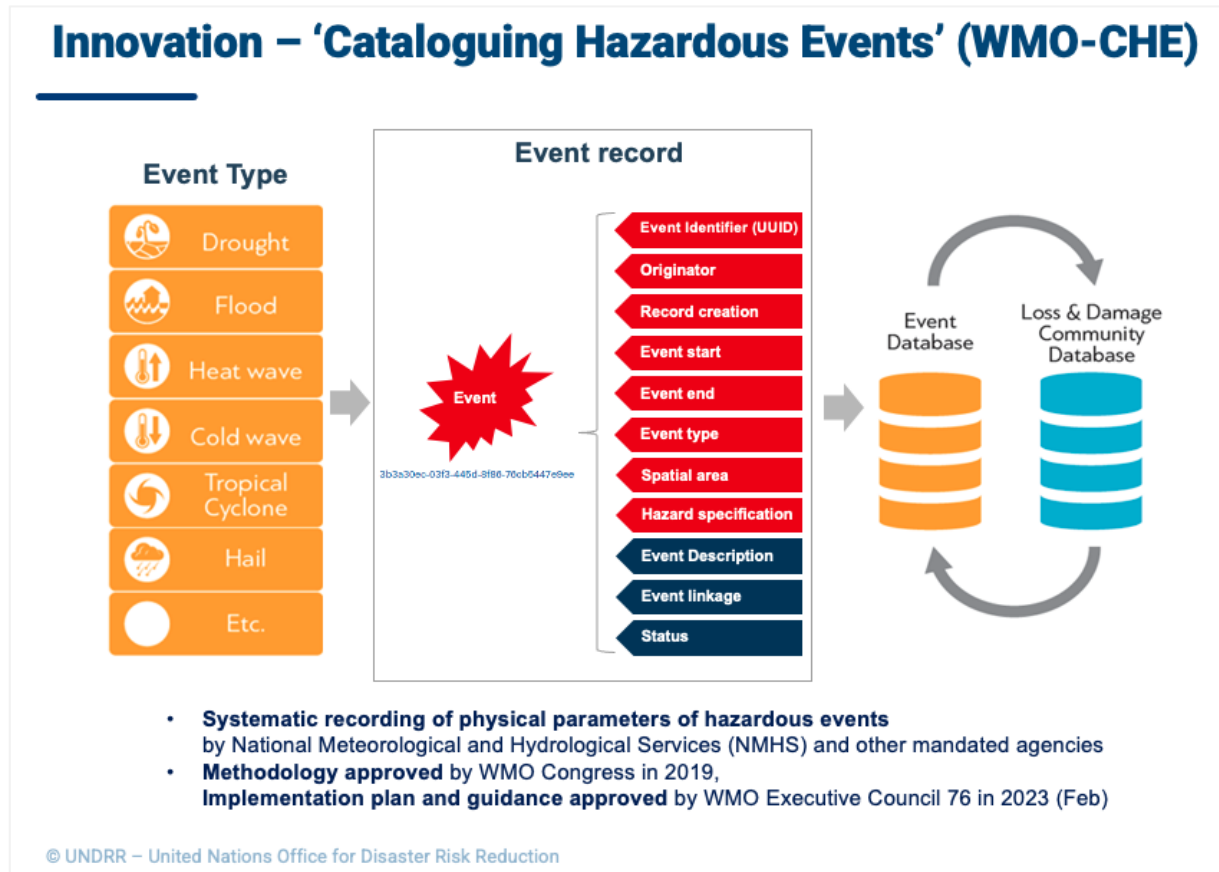 Innovation – ‘Cataloguing Hazardous Events’ (WMO-CHE)
Event Type
Drought
Flood
Heat wave
Cold wave
Tropical
Cyclone
Hail
Etc.
Event record
Event
3b3a30ec-03f3-445d-8f86-76cb5447e9ee
Event Identifier (UUID)
Originator
Record creation
Event start
Event end
Event type
Spatial area
Hazard specification
Event Description
Event linkage
Status
Event
Database
Loss & Damage
Community
Database
• Systematic recording of physical parameters of hazardous events
by National Meteorological and Hydrological Services (NMHS) and other mandated agencies
• Methodology approved by WMO Congress in 2019,
Implementation plan and guidance approved by WMO Executive Council 76 in 2023 (Feb)
© UNDRR – United Nations Office for Disaster Risk Reduction